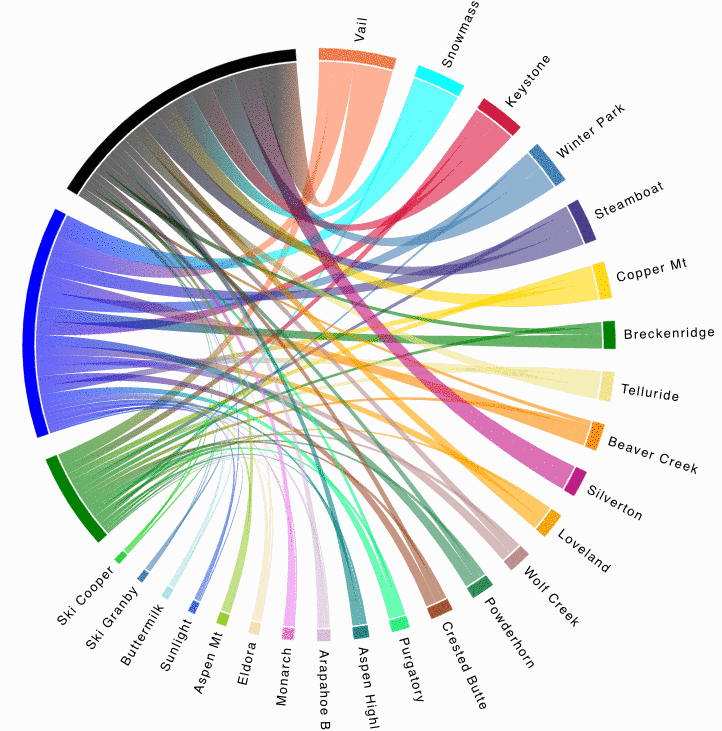 Vail
Snowmass
Keystone
Winter Park
Steamboat
Copper Mt
Breckenridge
Telluride
Beaver Creek
Silverton
Loveland
Wolf Creek
Powderhorn
Crested Butte
Purgatory
Aspen Highl
Arapahoe B
Monarch
Eldora
Aspen Mt
Sunlight
Buttermilk
Ski Granby
Ski Cooper